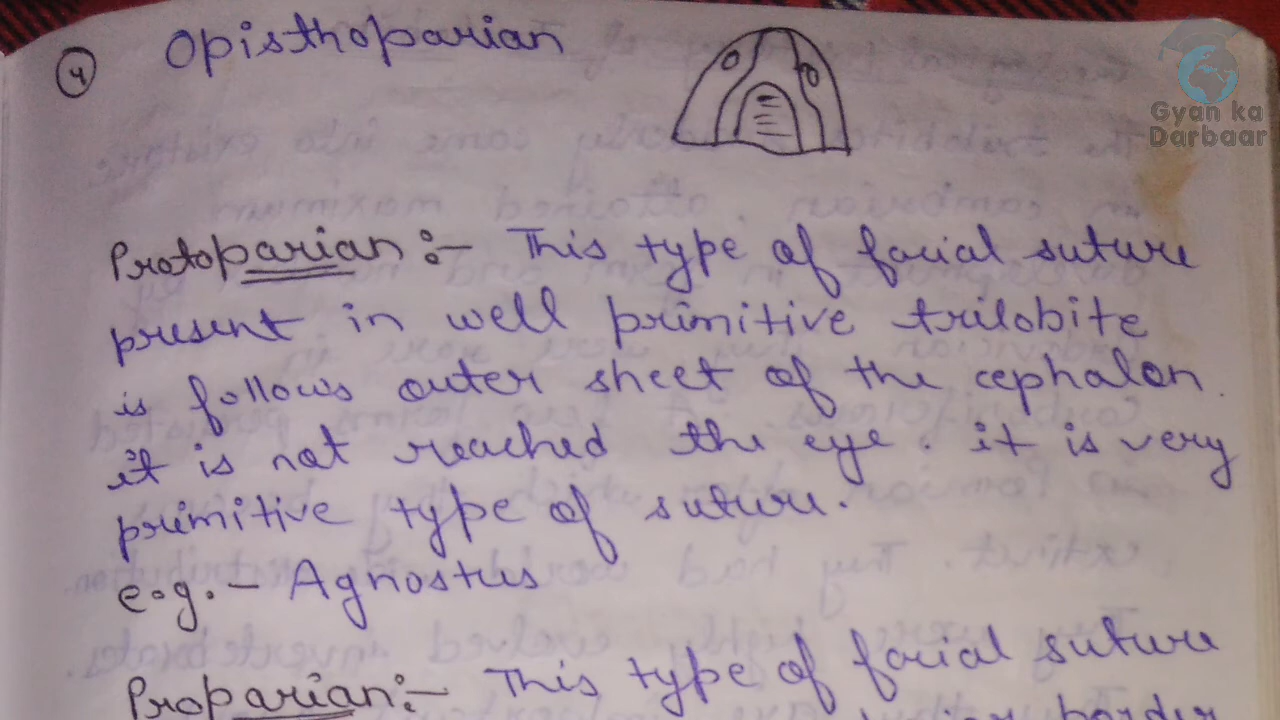 4 Opisthoparian
Gyan ka
Darbaar
Protoparian :- This type of facial suture
present in well primitive trilobite
is follows outer sheet of the cephalon.
it is not reached the eye. it is very
primitive type of suture.
e.g. - Agnostus
Proparian :- This type of facial suture
border